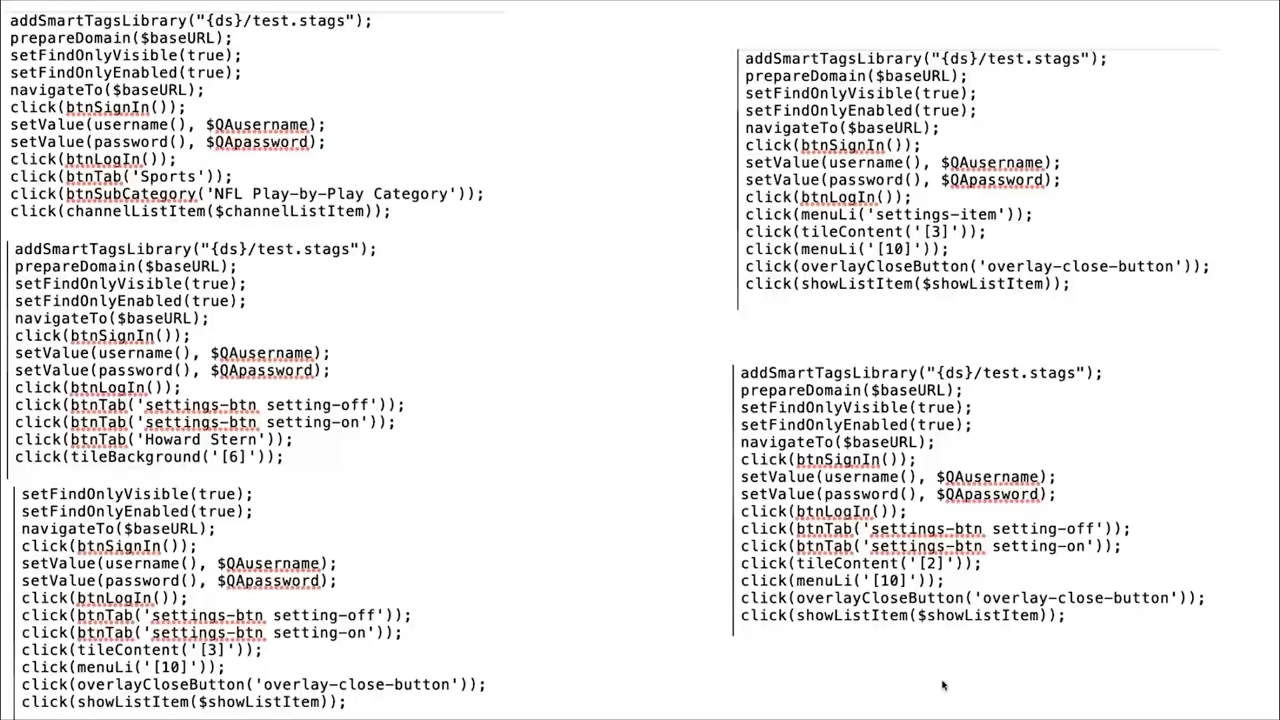 addSmartTagsLibrary("{ds}/test.stags");
prepareDomain($baseURL);
setFindOnlyVisible(true);
setFindOnlyEnabled(true);
navigateTo($baseURL);
click(btnSignIn());
setValue(username(), $QAusername);
setValue(password(), $QApassword);
click(btnLogIn());
click(btnTab('Sports'));
click(btnSubCategory('NFL Play-by-Play Category'));
click(channelListItem($channelListItem));
addSmartTagsLibrary("{ds}/test.stags");
prepareDomain($baseURL);
setFindOnlyVisible(true);
setFindOnlyEnabled(true);
navigateTo($baseURL);
click(btnSignIn());
setValue(username(), $QAusername);
setValue(password(), $QApassword);
click(btnLogIn());
click(btnTab('settings-btn setting-off'));
click(btnTab('settings-btn setting-on'));
click(btnTab('Howard Stern'));
click(tileBackground('[6]'));
setFindOnlyVisible(true);
setFindOnlyEnabled(true);
navigateTo($baseURL);
click(btnSignIn());
setValue(username(), $QAusername);
setValue(password(), $QApassword);
click(btnLogIn());
click(btnTab('settings-btn setting-off'));
click(btnTab('settings-btn setting-on'));
click(tileContent('[3]'));
click(menuLi('[10]'));
click(overlayCloseButton('overlay-close-button'));
click(showListItem($showListItem));
addSmartTagsLibrary("{ds}/test.stags");
prepareDomain($baseURL);
setFindOnlyVisible(true);
setFindOnlyEnabled(true);
navigateTo($baseURL);
click(btnSignIn());
setValue(username(), $QAusername);
setValue(password(), $QApassword);
click(btnLogIn());
click(menuLi('settings-item'));
click(tileContent('[3]'));
click(menuLi('[10]'));
click(overlayCloseButton('overlay-close-button'));
click(showListItem($showListItem));
addSmartTagsLibrary("{ds}/test.stags");
prepareDomain($baseURL);
setFindOnlyVisible(true);
setFindOnlyEnabled(true);
navigateTo($baseURL);
click(btnSignIn());
setValue(username(), $QAusername);
setValue(password(), $QApassword);
click(btnLogIn());
click(btnTab('settings-btn setting-off'));
click(btnTab('settings-btn setting-on'));
click(tileContent('[2]'));
click(menuLi('[10]'));
click(overlayCloseButton('overlay-close-button'));
click(showListItem($showListItem));